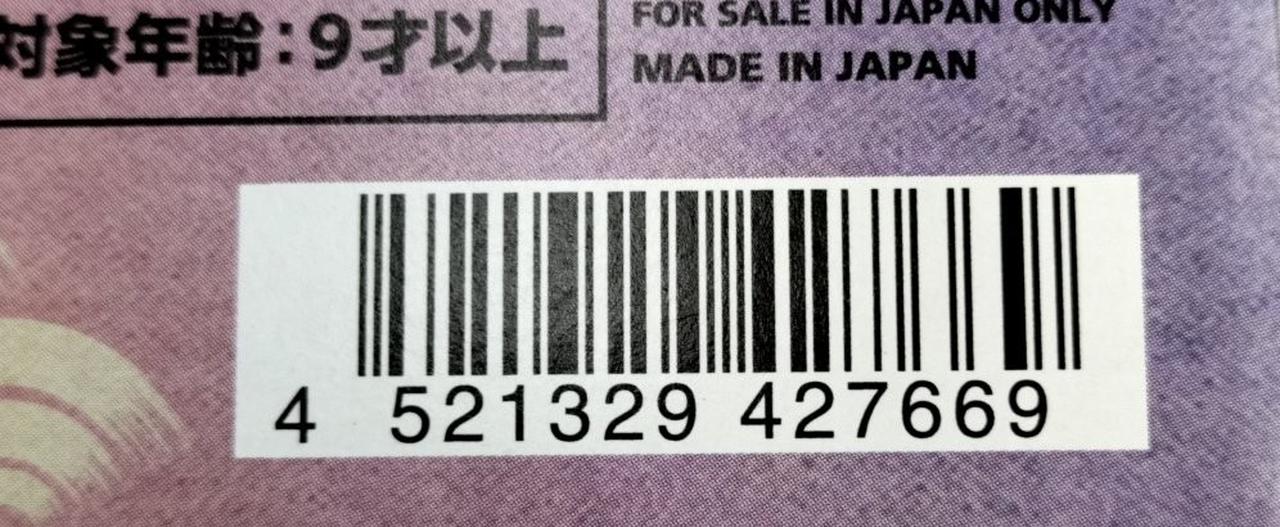 対象年齢:9才以上
FOR SALE IN JAPAN ONLY
MADE IN JAPAN
4 521329 427669